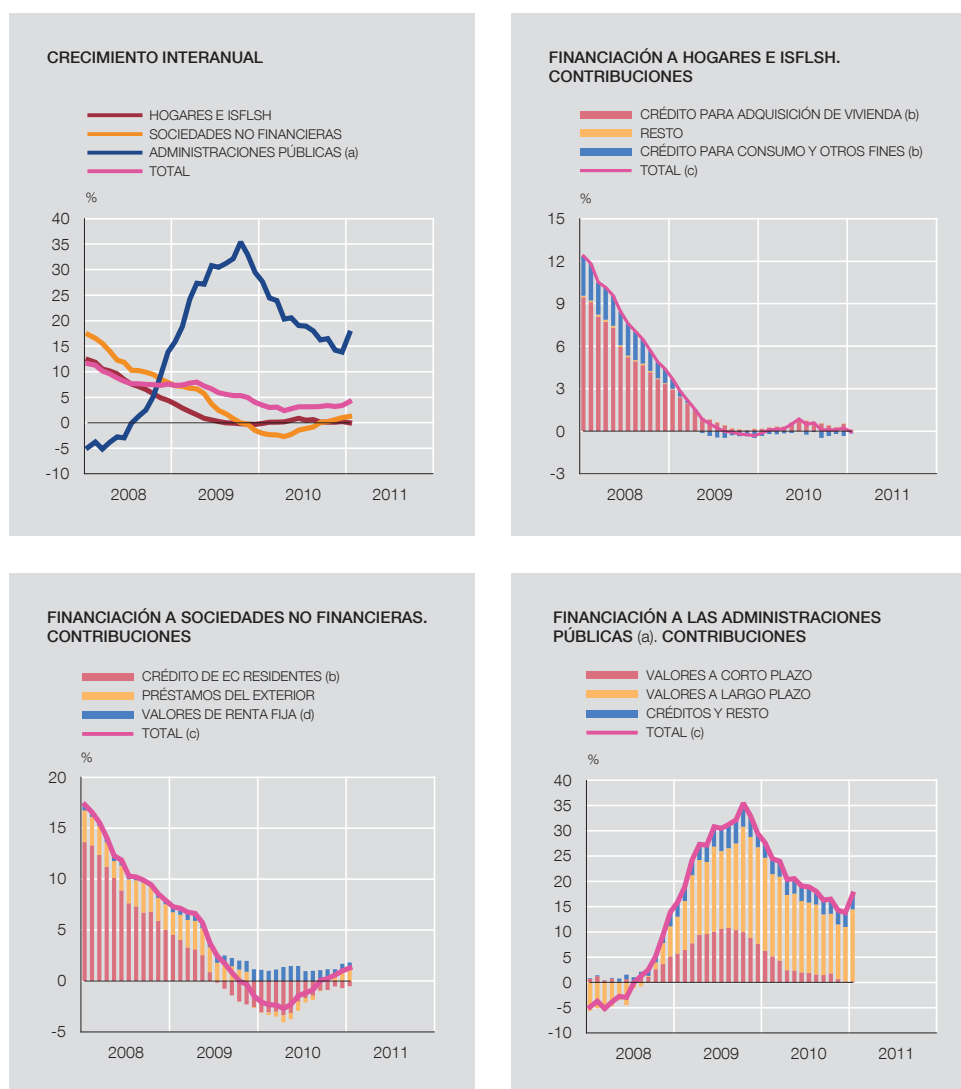 CRECIMIENTO INTERANUAL
HOGARES E ISFLSH
SOCIEDADES NO FINANCIERAS
ADMINISTRACIONES PÚBLICAS (a)
TOTAL
%
40
35
30
25
20
15
10
5
0
-5
-10
2008 2009 2010 2011
FINANCIACIÓN A HOGARES E ISFLSH.
CONTRIBUCIONES
CRÉDITO PARA ADQUISICIÓN DE VIVIENDA (b)
RESTO
CRÉDITO PARA CONSUMO Y OTROS FINES (b)
TOTAL (c)
%
15
12
9
6
3
0
-3
2008 2009 2010 2011
FINANCIACIÓN A SOCIEDADES NO FINANCIERAS.
CONTRIBUCIONES
CRÉDITO DE EC RESIDENTES (b)
PRÉSTAMOS DEL EXTERIOR
VALORES DE RENTA FIJA (d)
TOTAL (c)
%
20
15
10
5
0
-5
2008 2009 2010 2011
FINANCIACIÓN A LAS ADMINISTRACIONES
PÚBLICAS (a). CONTRIBUCIONES
VALORES A CORTO PLAZO
VALORES A LARGO PLAZO
CRÉDITOS Y RESTO
TOTAL (c)
%
40
35
30
25
20
15
10
5
0
-5
-10
2008 2009 2010 2011